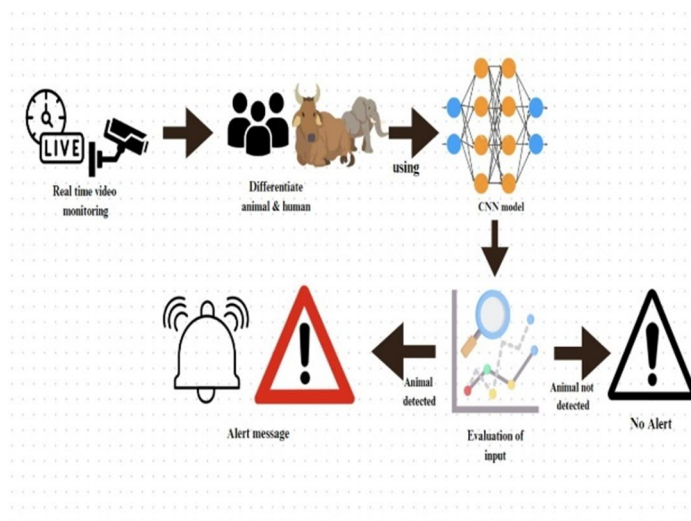 LIVE
Real time video
monitoring
Differentiate
animal & human
using
CNN model
Animal
detected
Animal not
detected
Alert message
Evaluation of
input
No Alert